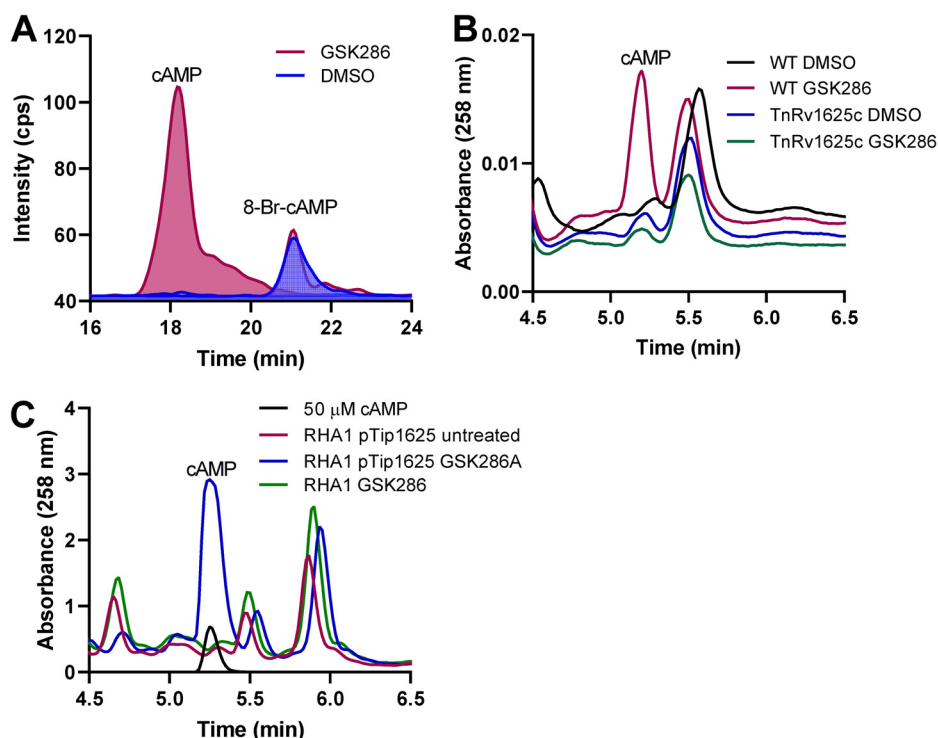 A
120
100
80
60
40
Intensity (cps)
cAMP
8-Br-cAMP
GSK286
DMSO
16
18
20
22
24
Time (min)
B
0.02
0.01
0.00
Absorbance (258 nm)
cAMP
WT DMSO
WT GSK286
TnRv1625c DMSO
TnRv1625c GSK286
4.5
5.0
5.5
6.0
6.5
Time (min)
C
4
3
2
1
0
Absorbance (258 nm)
cAMP
50 μM cAMP
RHA1 pTip1625 untreated
RHA1 pTip1625 GSK286A
RHA1 GSK286
4.5
5.0
5.5
6.0
6.5
Time (min)